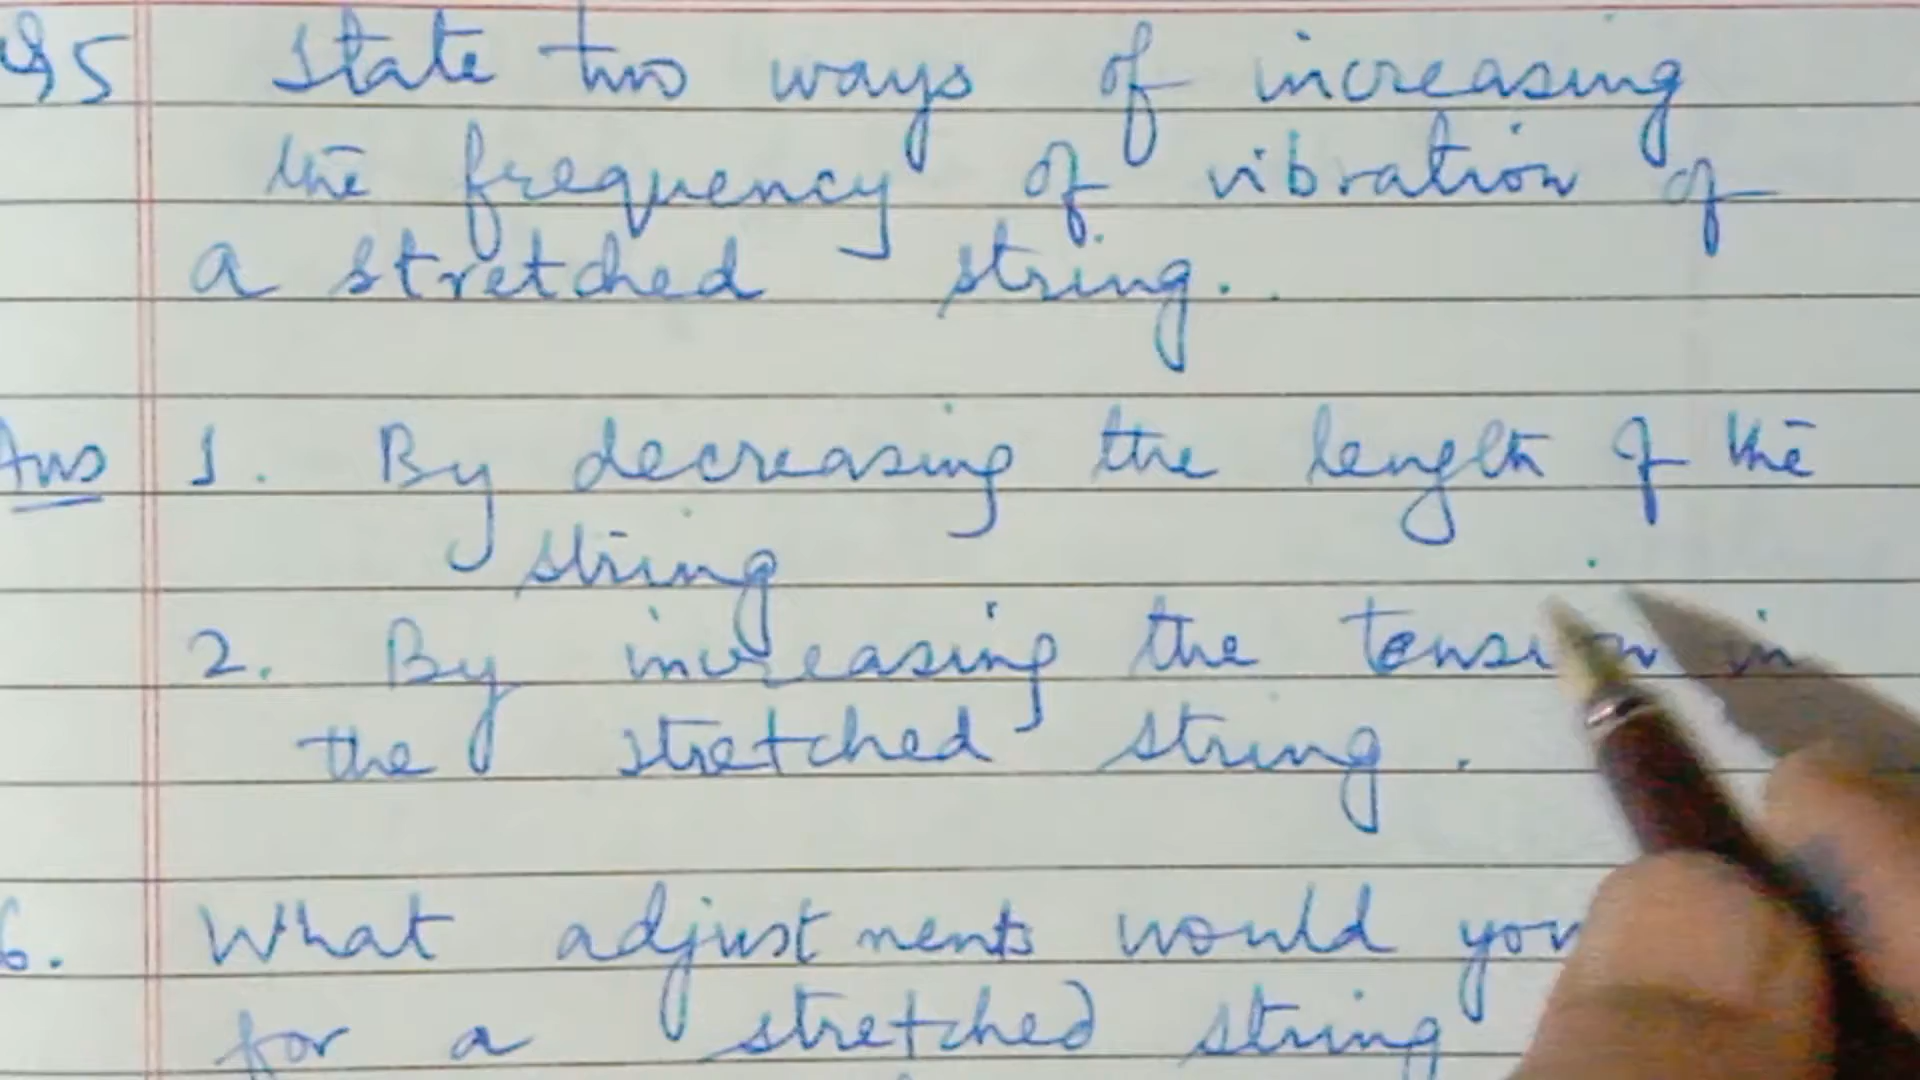 Q5 State two ways of increasing
the frequency of vibration of
a stretched string.
Ans 1. By decreasing the length of the
string
2. By increasing the tension in
the stretched string.
6. What adjustments would you
for a stretched string